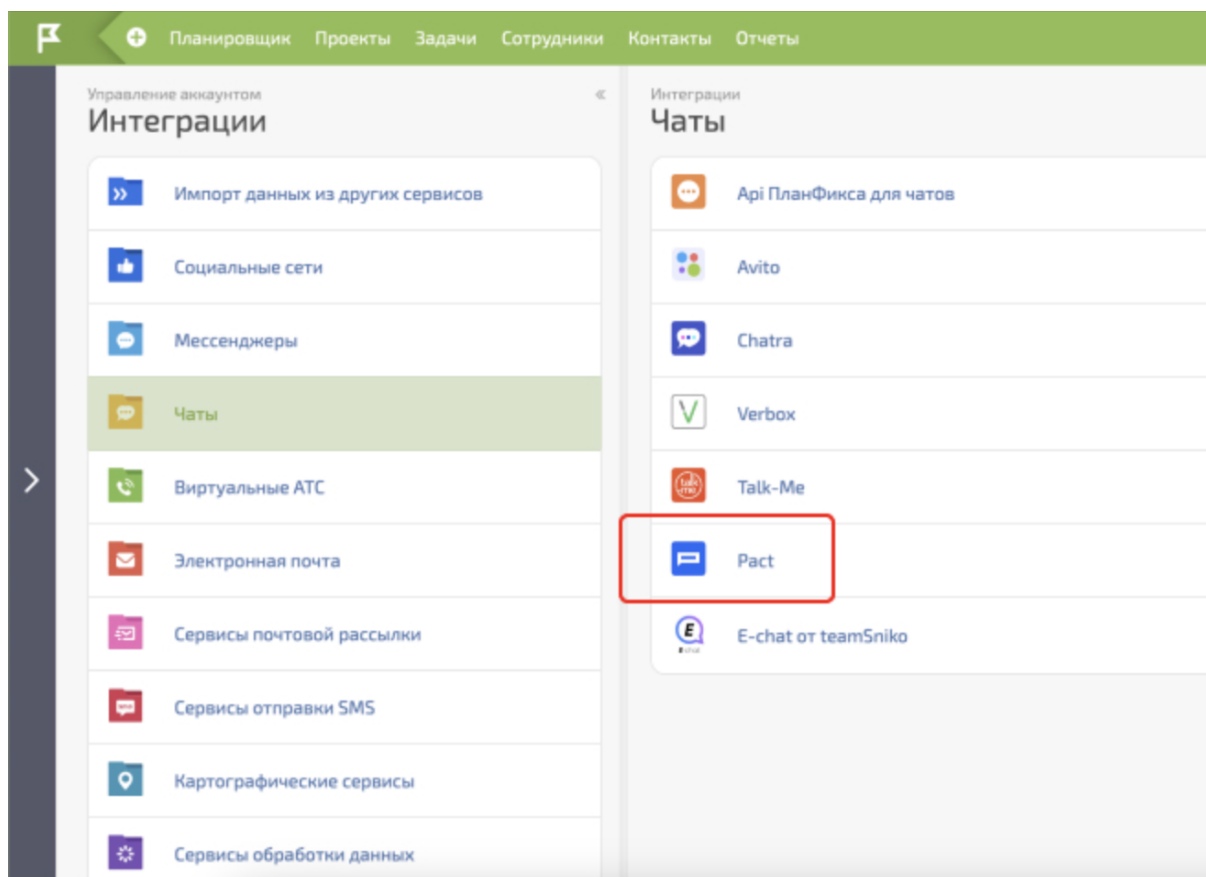 Планировщик Проекты Задачи Сотрудники Контакты Отчеты
Управление аккаунтом
Интеграции
Импорт данных из других сервисов
Социальные сети
Мессенджеры
Чаты
Виртуальные АТС
Электронная почта
Сервисы почтовой рассылки
Сервисы отправки SMS
Картографические сервисы
Сервисы обработки данных
Интеграции
Чаты
Api ПланФикса для чатов
Avito
Chatra
Verbox
talk-me
Talk-Me
Pact
E
E-chat от teamSniko